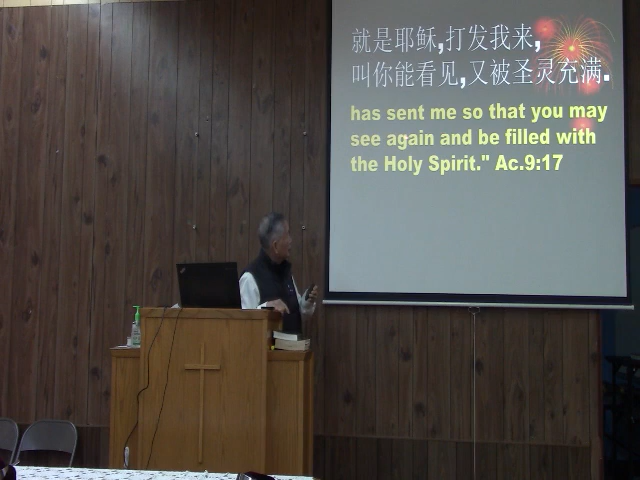 就是耶稣,打发我来,
叫你能看见,又被圣灵充满.
has sent me so that you may
see again and be filled with
the Holy Spirit." Ac.9:17